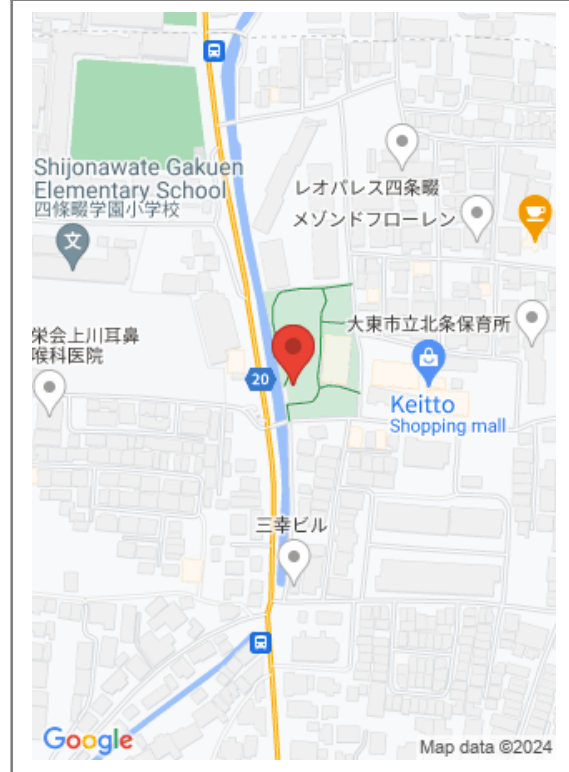 Shijonawate Gakuen
Elementary School
四條畷学園小学校
文
レオパレス四条畷
メゾンドフローレン
大東市立北条保育所
栄会上川耳鼻
喉科医院
20
Keitto
Shopping mall
三幸ビル
Google
Map data ©2024